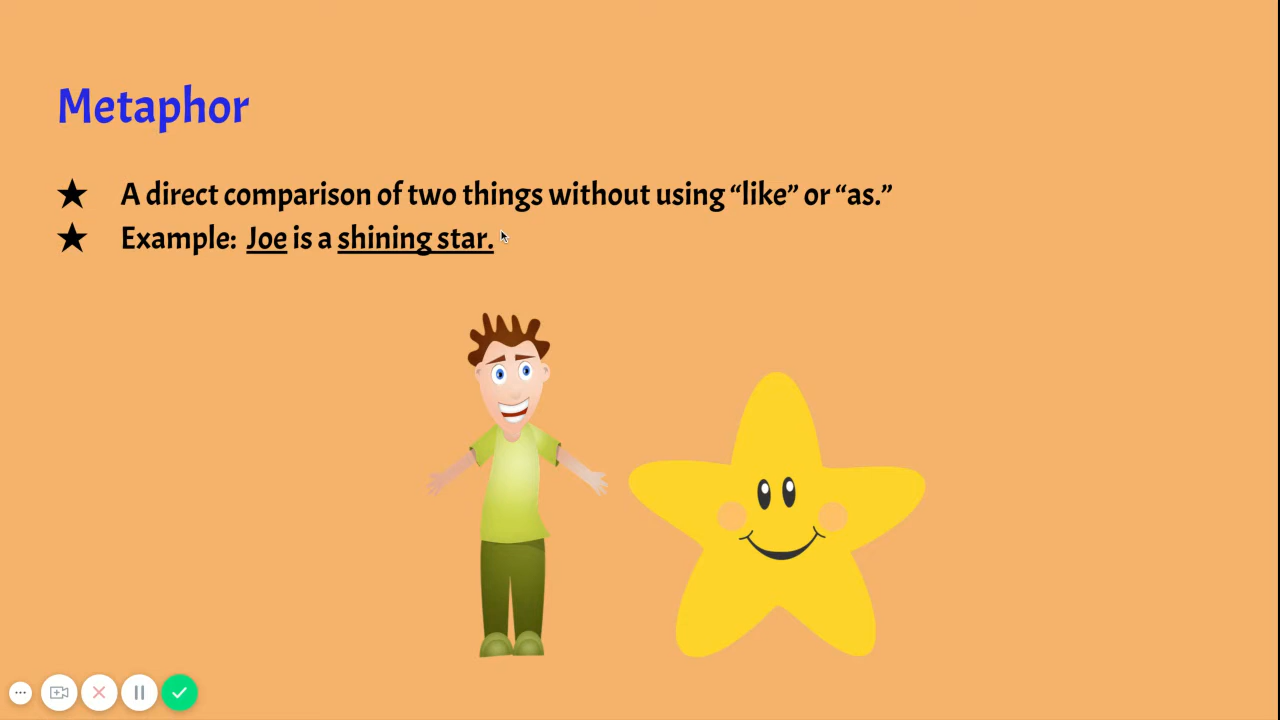 Metaphor
★ A direct comparison of two things without using “like” or “as.”
★ Example: Joe is a shining star.